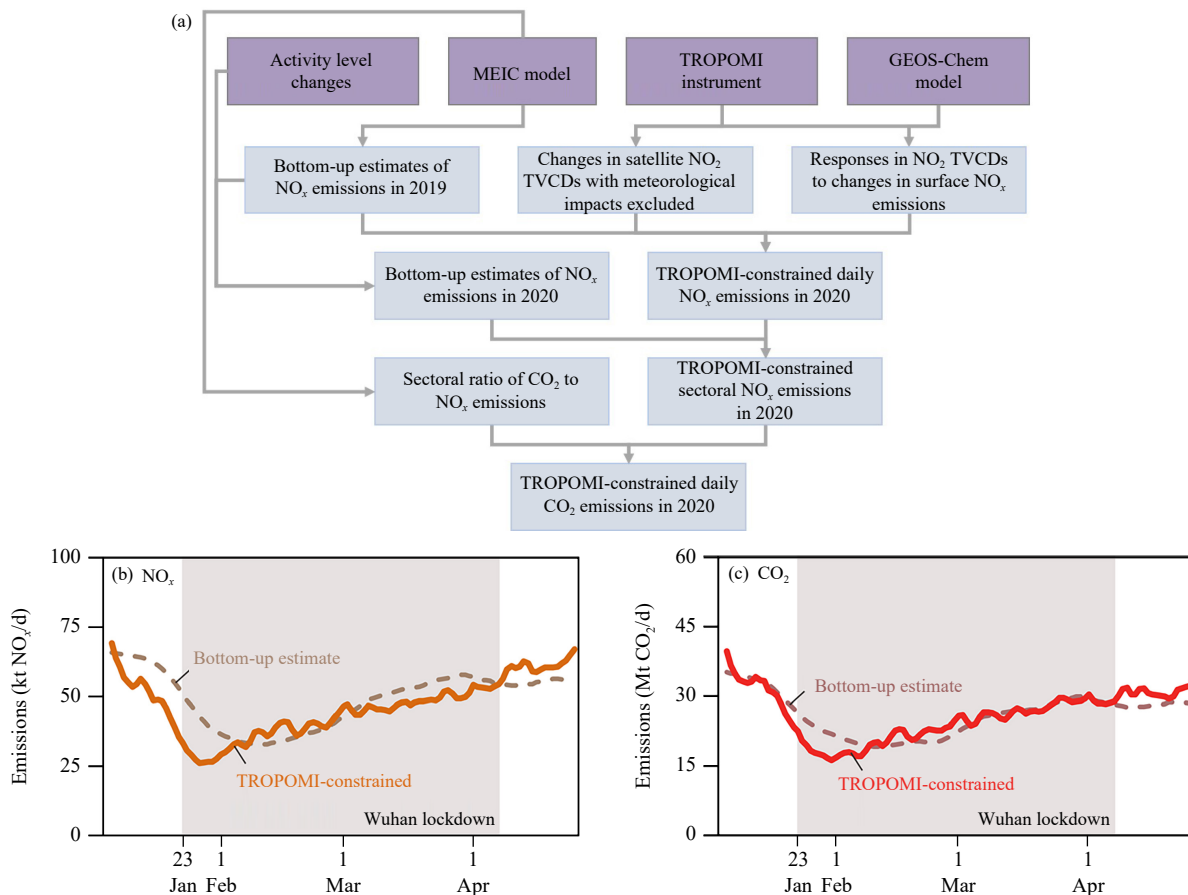 (a)
Activity level
changes
MEIC model
TROPOMI
instrument
GEOS-Chem
model
Bottom-up estimates of
NOₓ emissions in 2019
Changes in satellite NO₂
TVCDs with meteorological
impacts excluded
Responses in NO₂ TVCDs
to changes in surface NOₓ
emissions
Bottom-up estimates of NOₓ
emissions in 2020
TROPOMI-constrained daily
NOₓ emissions in 2020
Sectoral ratio of CO₂ to
NOₓ emissions
TROPOMI-constrained
sectoral NOₓ emissions
in 2020
TROPOMI-constrained daily
CO₂ emissions in 2020
(b) NOₓ
Emissions (kt NOₓ/d)
100
75
50
25
0
Bottom-up estimate
TROPOMI-constrained
Wuhan lockdown
23 1 1 1
Jan Feb Mar Apr
(c) CO₂
Emissions (Mt CO₂/d)
60
45
30
15
0
Bottom-up estimate
TROPOMI-constrained
Wuhan lockdown
23 1 1 1
Jan Feb Mar Apr